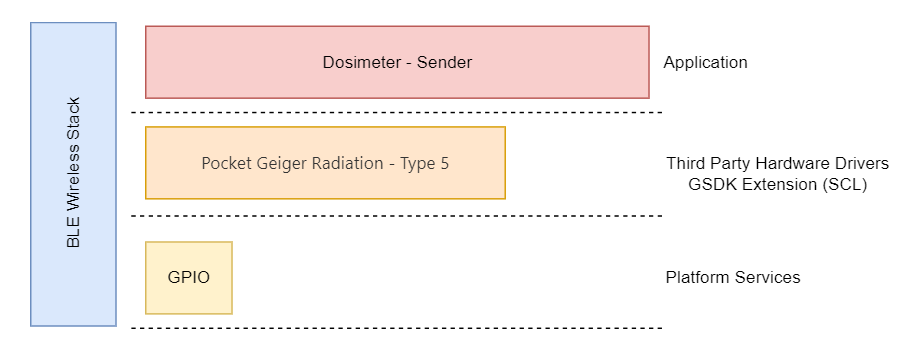 BLE Wireless Stack
Dosimeter - Sender
Application
Pocket Geiger Radiation - Type 5
Third Party Hardware Drivers
GSDK Extension (SCL)
GPIO
Platform Services